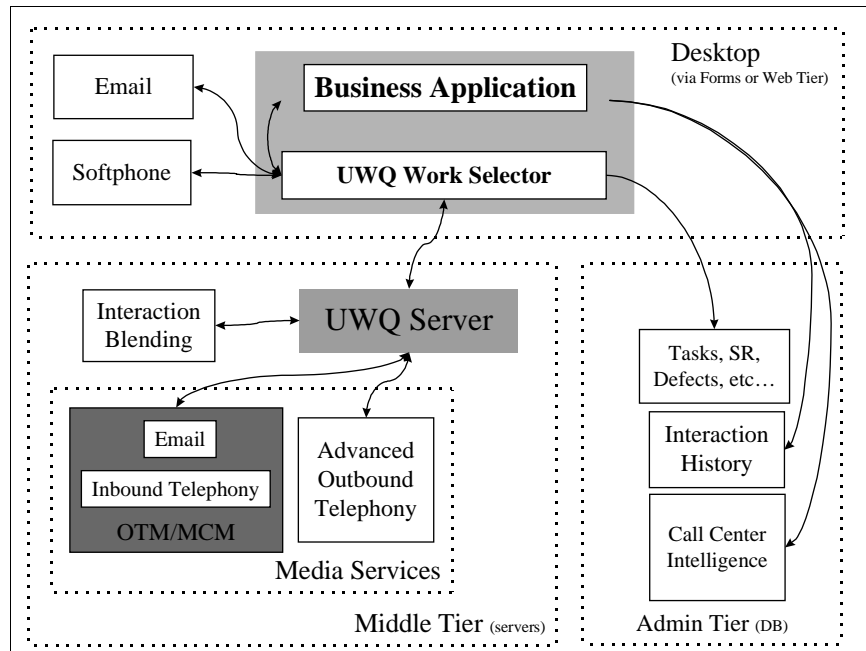 Desktop
(via Forms or Web Tier)
Email
Business Application
Softphone
UWQ Work Selector
Interaction
Blending
UWQ Server
Tasks, SR,
Defects, etc…
Email
Inbound Telephony
OTM/MCM
Advanced
Outbound
Telephony
Interaction
History
Call Center
Intelligence
Media Services
Middle Tier (servers)
Admin Tier (DB)